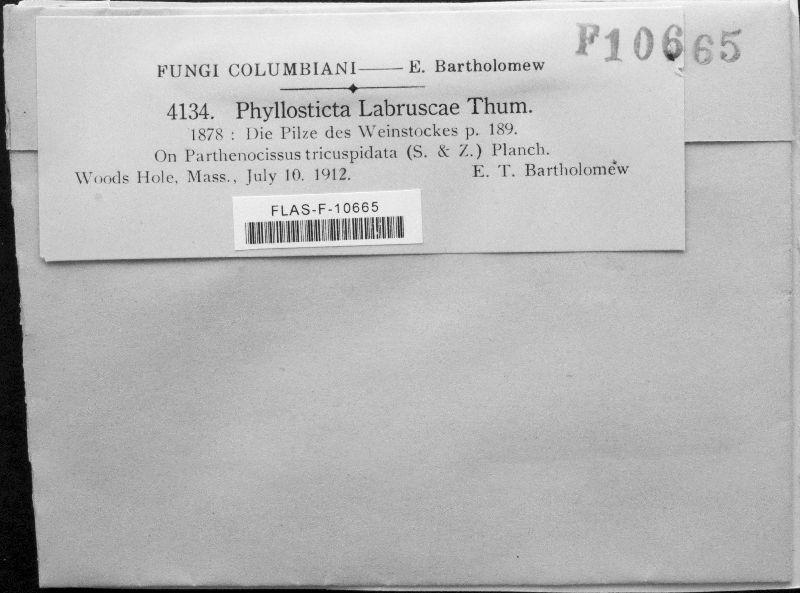 F10665
FUNGI COLUMBIANI—— E. Bartholomew
4134. Phyllosticta Labruscae Thum.
1878 : Die Pilze des Weinstockes p. 189.
On Parthenocissus tricuspidata (S. & Z.) Planch.
Woods Hole, Mass., July 10. 1912. E. T. Bartholomew
FLAS-F-10665